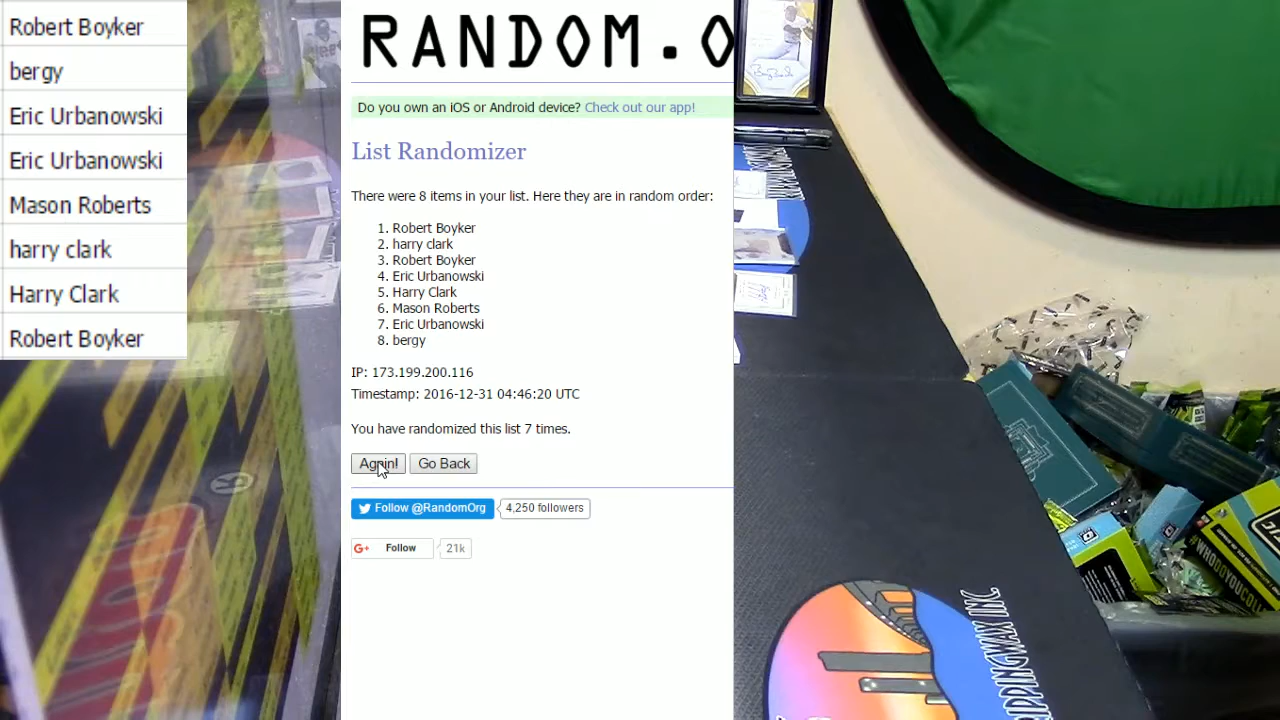 Robert Boyker
bergy
Eric Urbanowski
Eric Urbanowski
Mason Roberts
harry clark
Harry Clark
Robert Boyker
RANDOM.O
Do you own an iOS or Android device? Check out our app!
List Randomizer
There were 8 items in your list. Here they are in random order:
1. Robert Boyker
2. harry clark
3. Robert Boyker
4. Eric Urbanowski
5. Harry Clark
6. Mason Roberts
7. Eric Urbanowski
8. bergy
IP: 173.199.200.116
Timestamp: 2016-12-31 04:46:20 UTC
You have randomized this list 7 times.
Again! Go Back
Follow @RandomOrg 4,250 followers
G+ Follow 21k
#WHODOYOUCOLL
RIPPINGWAX INC